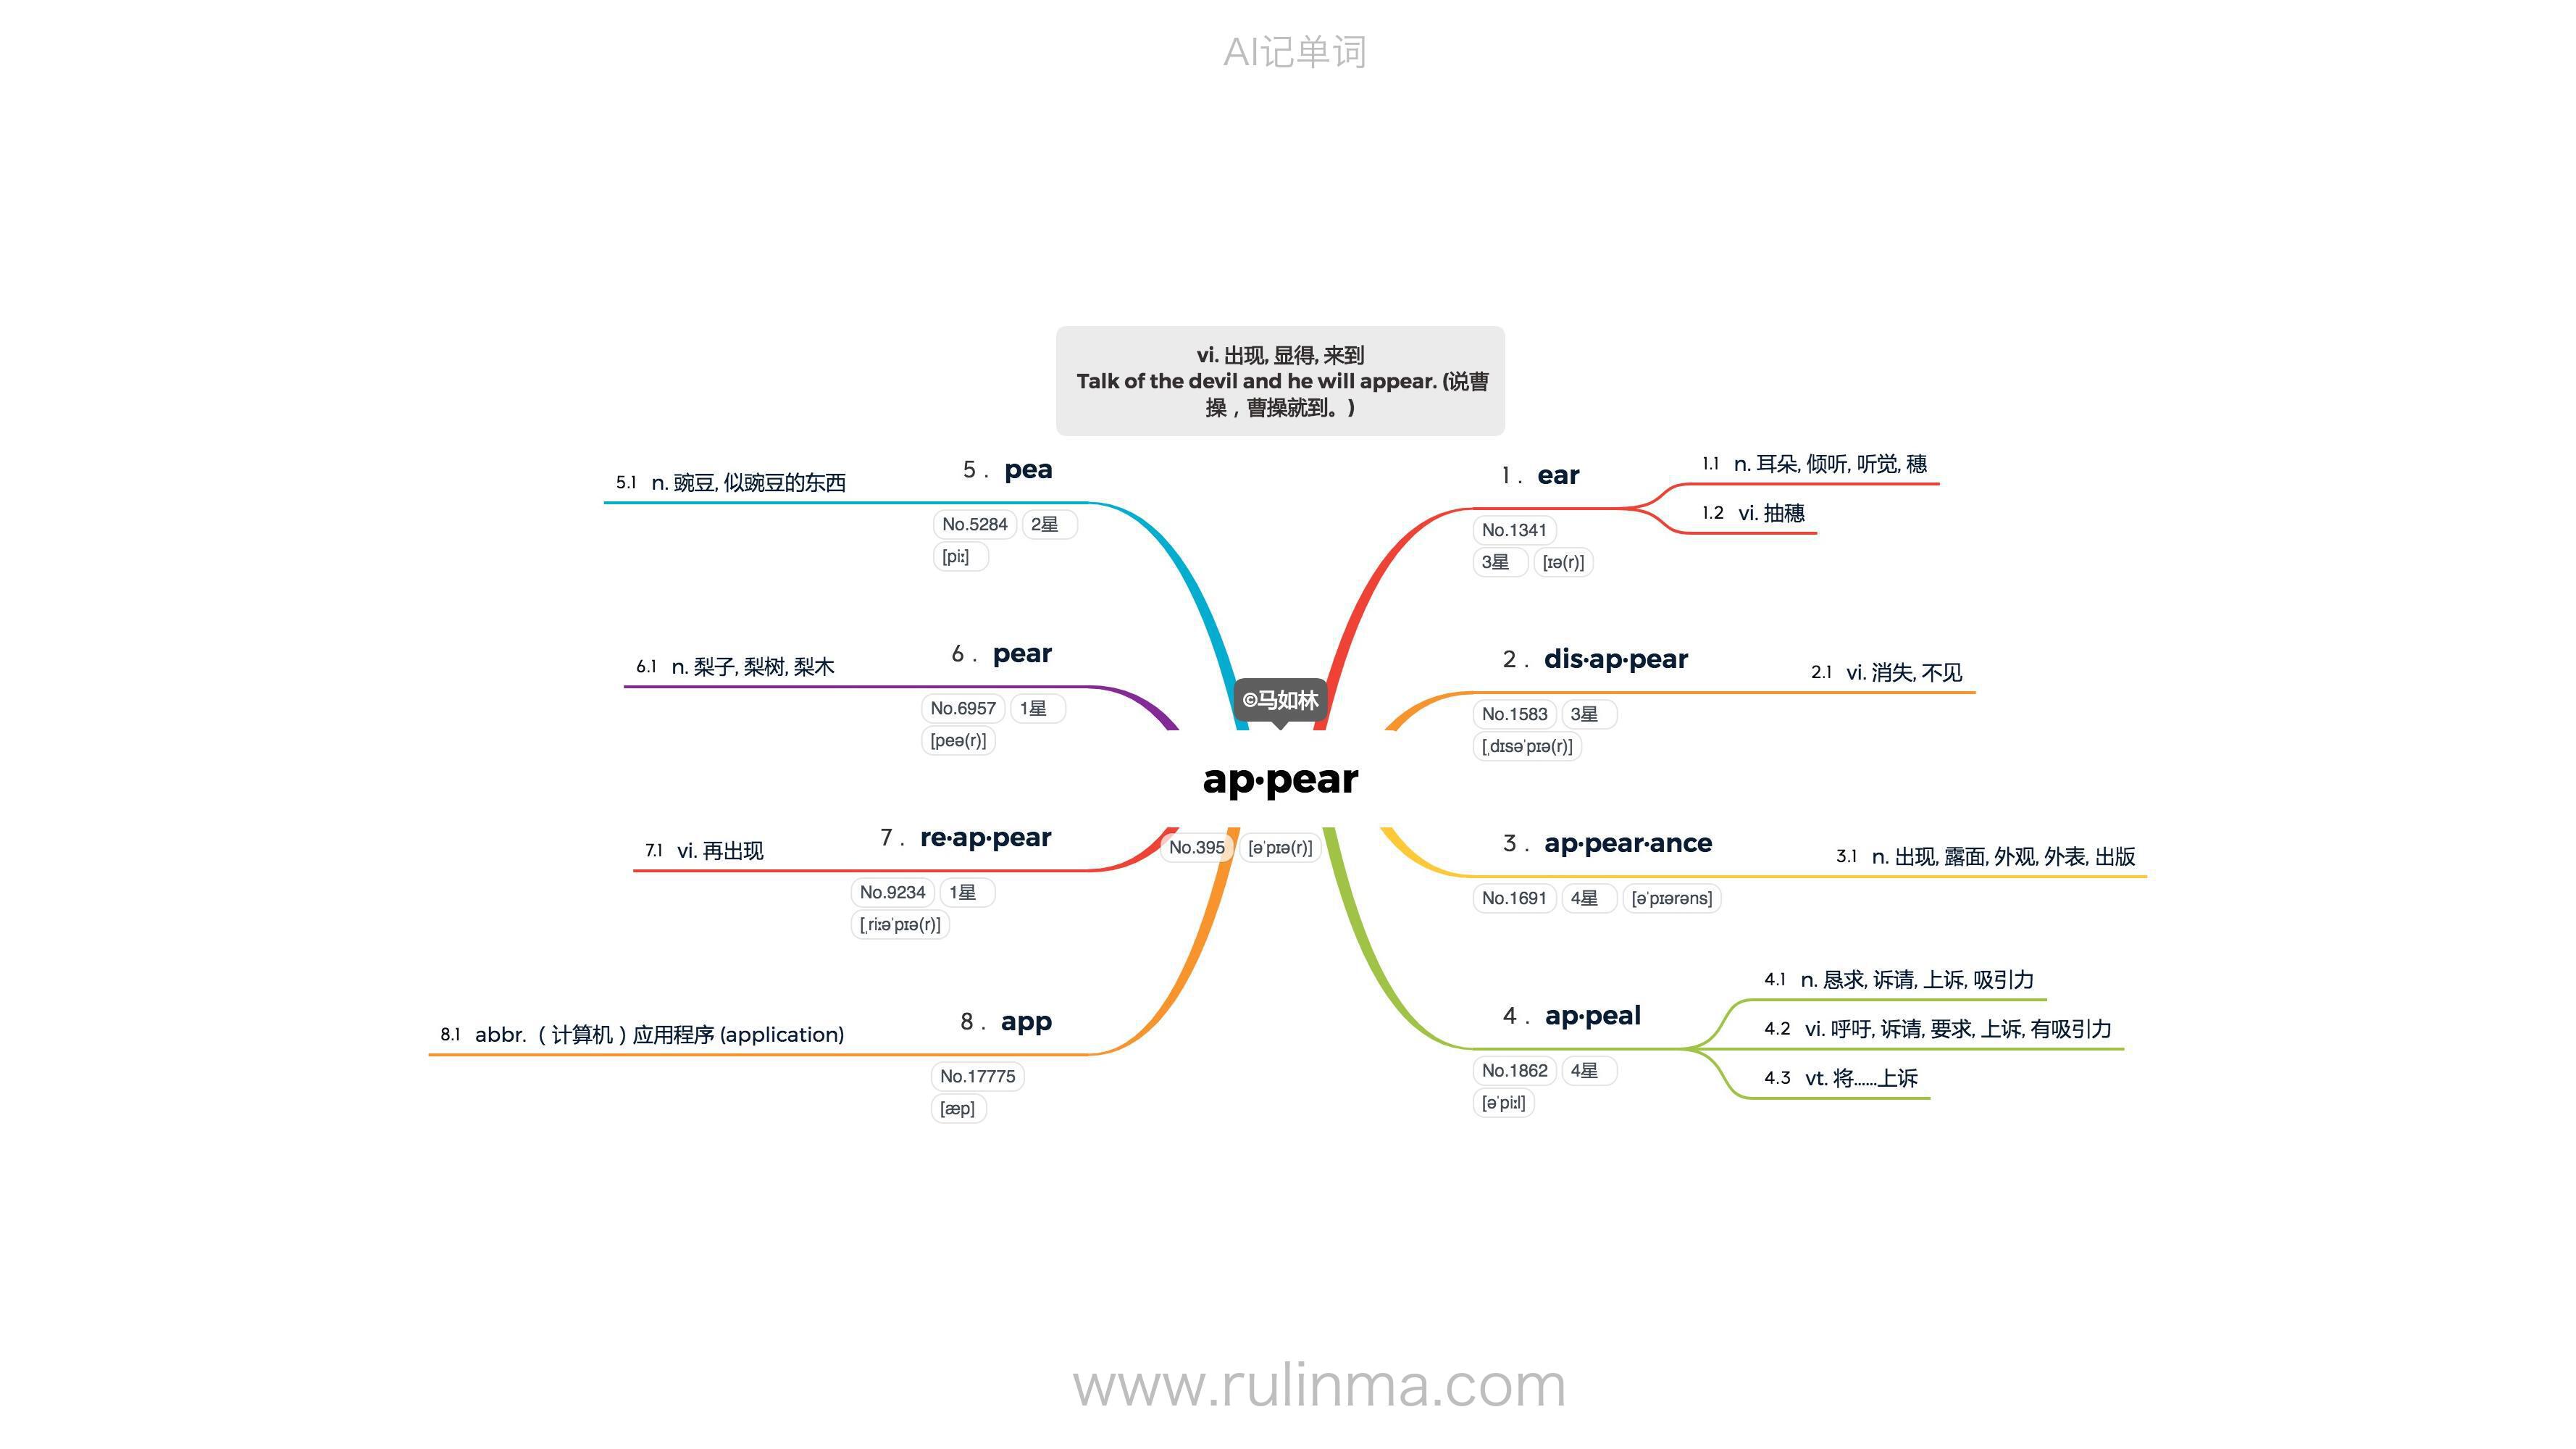 AI记单词
vi. 出现, 显得, 来到
Talk of the devil and he will appear. (说曹
操，曹操就到。)
©马如林
ap·pear
No.395 [əˈpɪə(r)]
1 . ear
No.1341
3星 [ɪə(r)]
1.1 n. 耳朵, 倾听, 听觉, 穗
1.2 vi. 抽穗
2 . dis·ap·pear
No.1583 3星
[ˌdɪsəˈpɪə(r)]
2.1 vi. 消失, 不见
3 . ap·pear·ance
No.1691 4星 [əˈpɪərəns]
3.1 n. 出现, 露面, 外观, 外表, 出版
4 . ap·peal
No.1862 4星
[əˈpiːl]
4.1 n. 恳求, 诉请, 上诉, 吸引力
4.2 vi. 呼吁, 诉请, 要求, 上诉, 有吸引力
4.3 vt. 将......上诉
5 . pea
No.5284 2星
[piː]
5.1 n. 豌豆, 似豌豆的东西
6 . pear
No.6957 1星
[peə(r)]
6.1 n. 梨子, 梨树, 梨木
7 . re·ap·pear
No.9234 1星
[ˌriːəˈpɪə(r)]
7.1 vi. 再出现
8 . app
No.17775
[æp]
8.1 abbr.（计算机）应用程序 (application)
www.rulinma.com